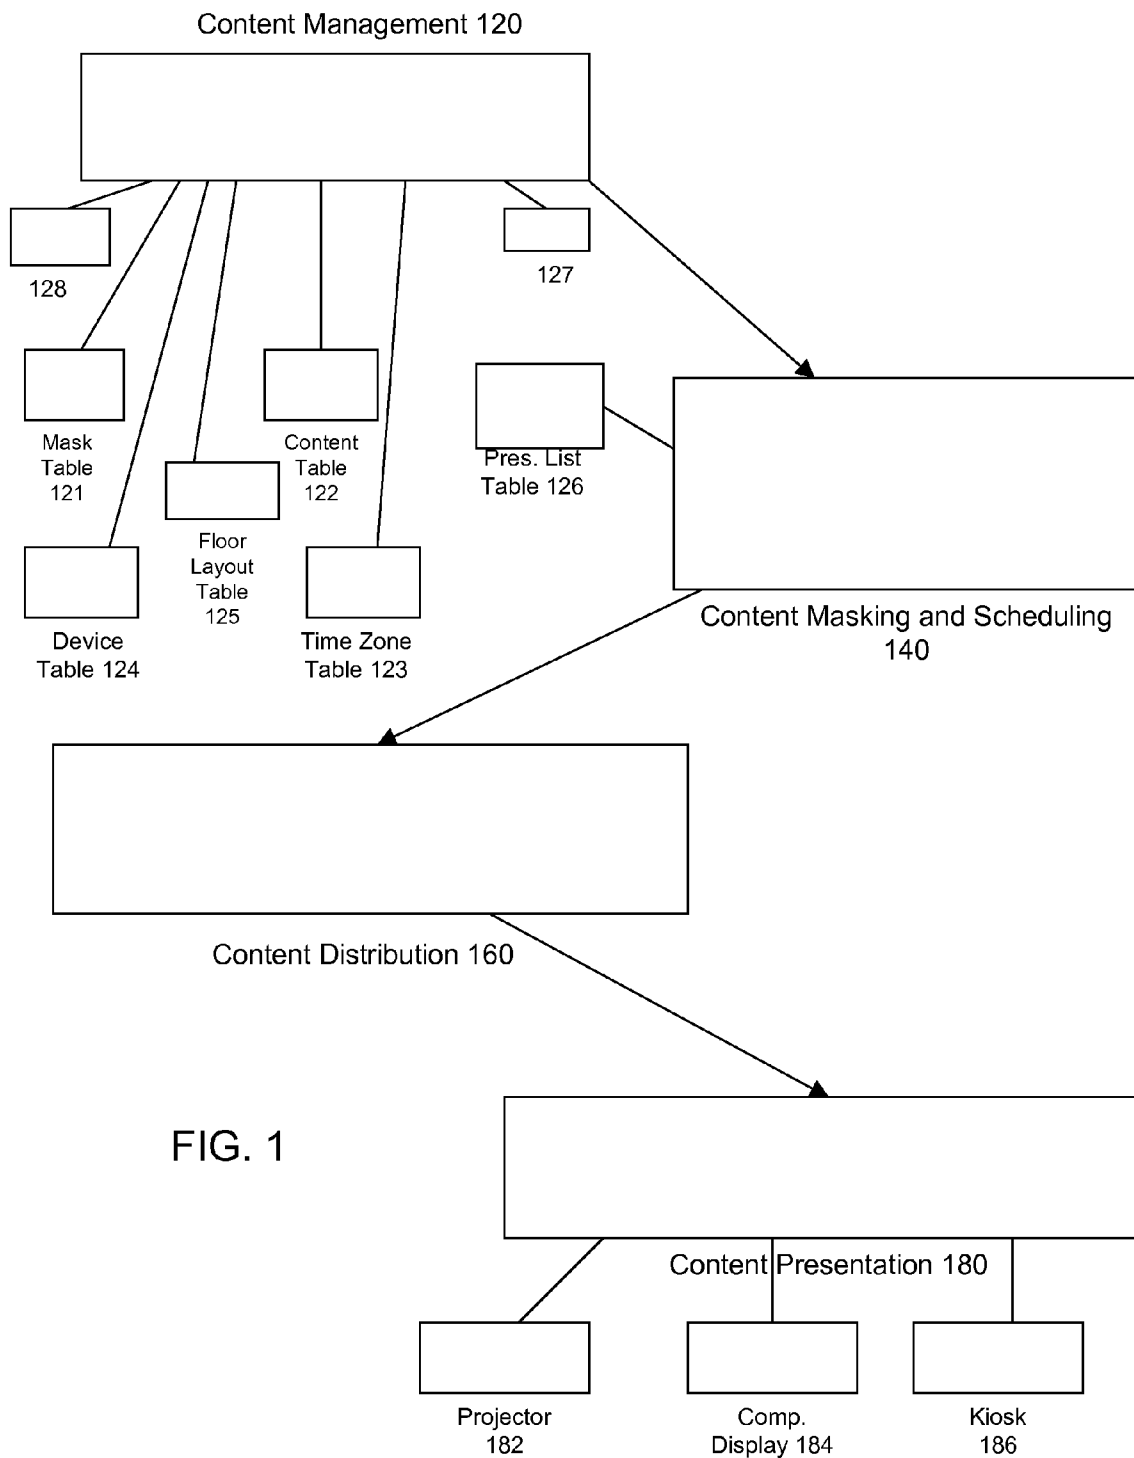 Content Management 120
128
127
Mask
Table
121
Content
Table
122
Pres. List
Table 126
Floor
Layout
Table
125
Device
Table 124
Time Zone
Table 123
Content Masking and Scheduling
140
Content Distribution 160
FIG. 1
Content Presentation 180
Projector
182
Comp.
Display 184
Kiosk
186